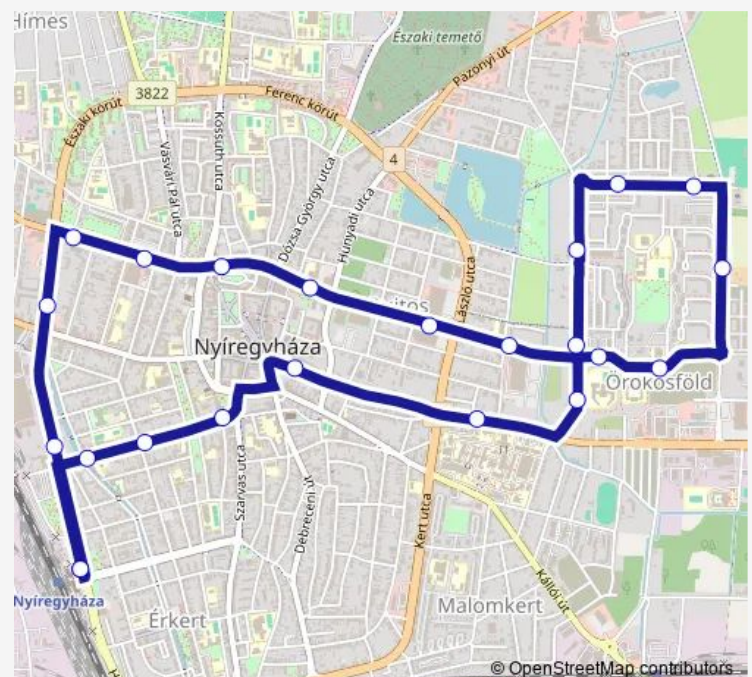 Hímes
Északi temető
Pazonyi út
3822
Északi körút
Ferenc körút
Kossuth utca
Vasvári Pál utca
4
Dózsa György utca
Hunyadi utca
László utca
Nyíregyháza
Örökösföld
Szarvas utca
Debreceni út
Kert utca
Kállói út
Nyíregyháza
Malomkert
Érkert
© OpenStreetMap contributors